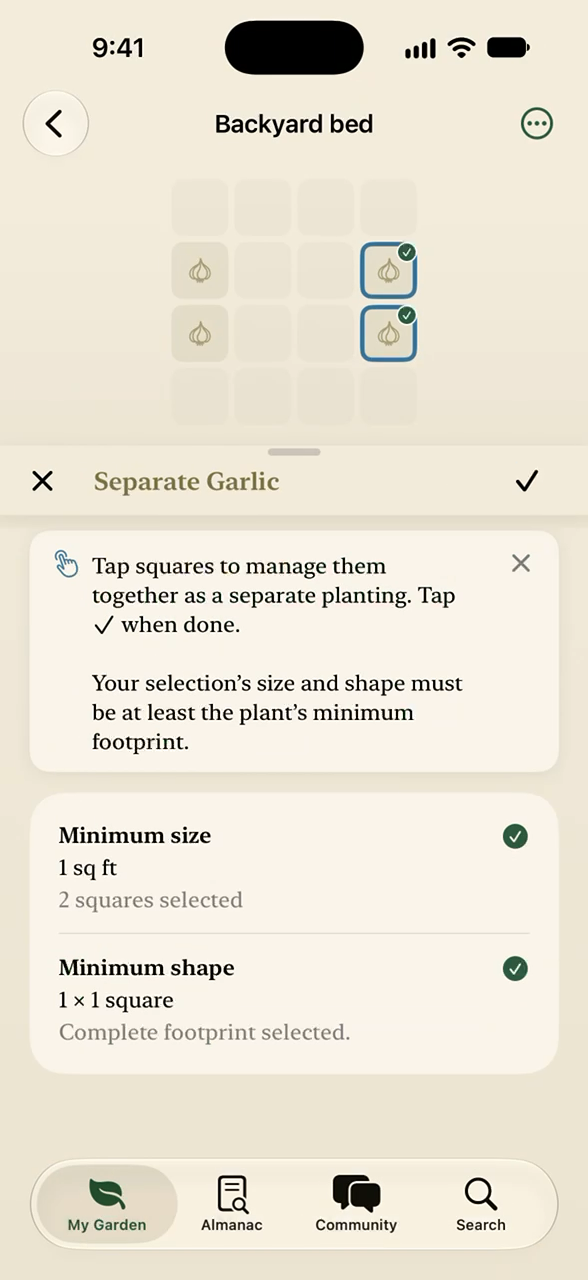 9:41
Backyard bed
Separate Garlic
Tap squares to manage them
together as a separate planting. Tap
✓ when done.
Your selection’s size and shape must
be at least the plant’s minimum
footprint.
Minimum size
1 sq ft
2 squares selected
Minimum shape
1 × 1 square
Complete footprint selected.
My Garden
Almanac
Community
Search